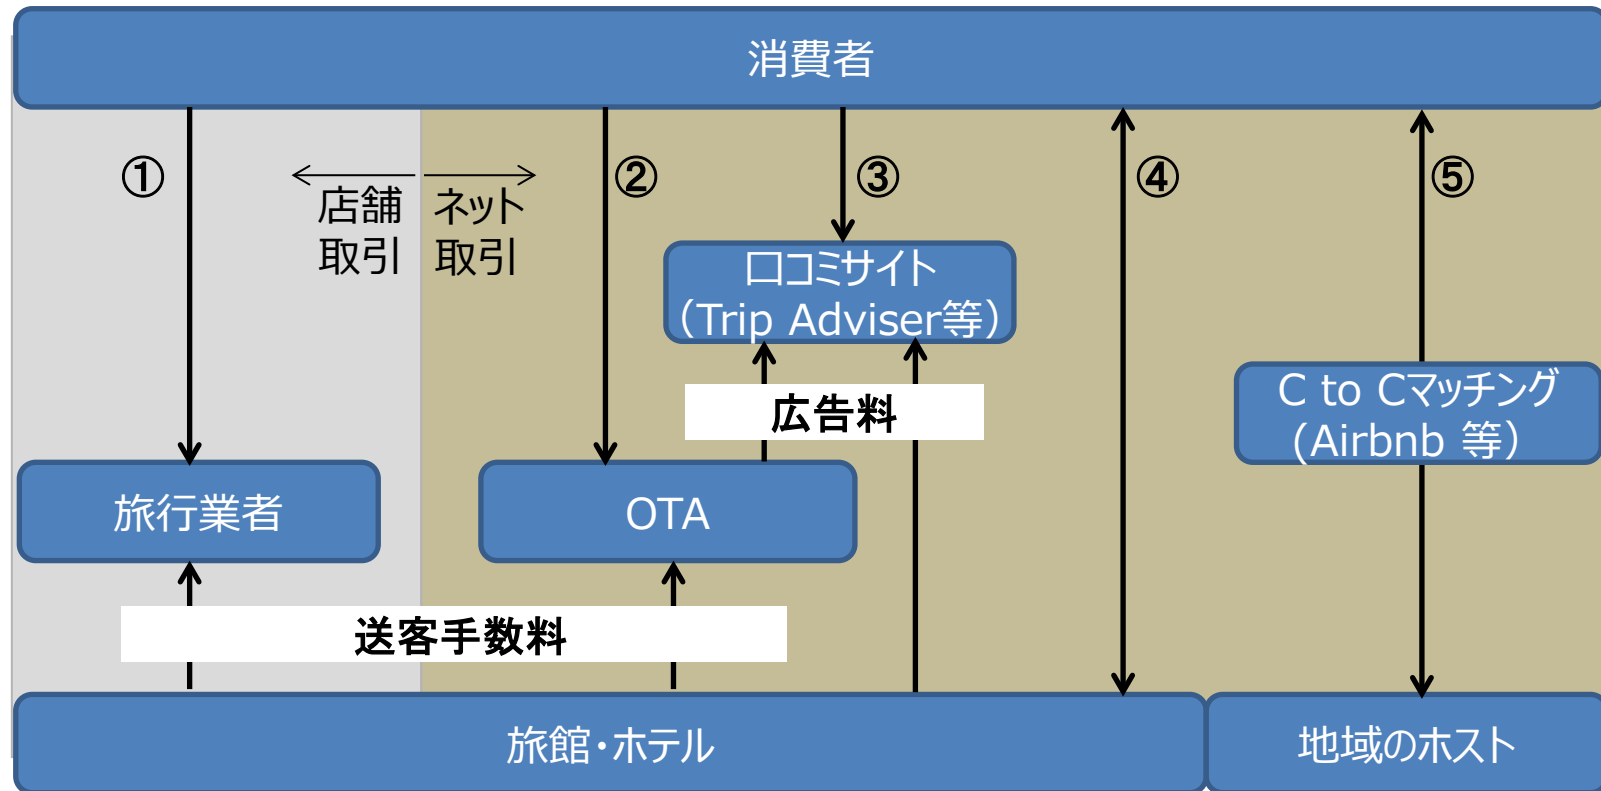 消費者
①
②
③
④
⑤
店舗
取引
ネット
取引
口コミサイト
（Trip Adviser等）
広告料
C to Cマッチング
（Airbnb 等）
旅行業者
OTA
送客手数料
旅館・ホテル
地域のホスト